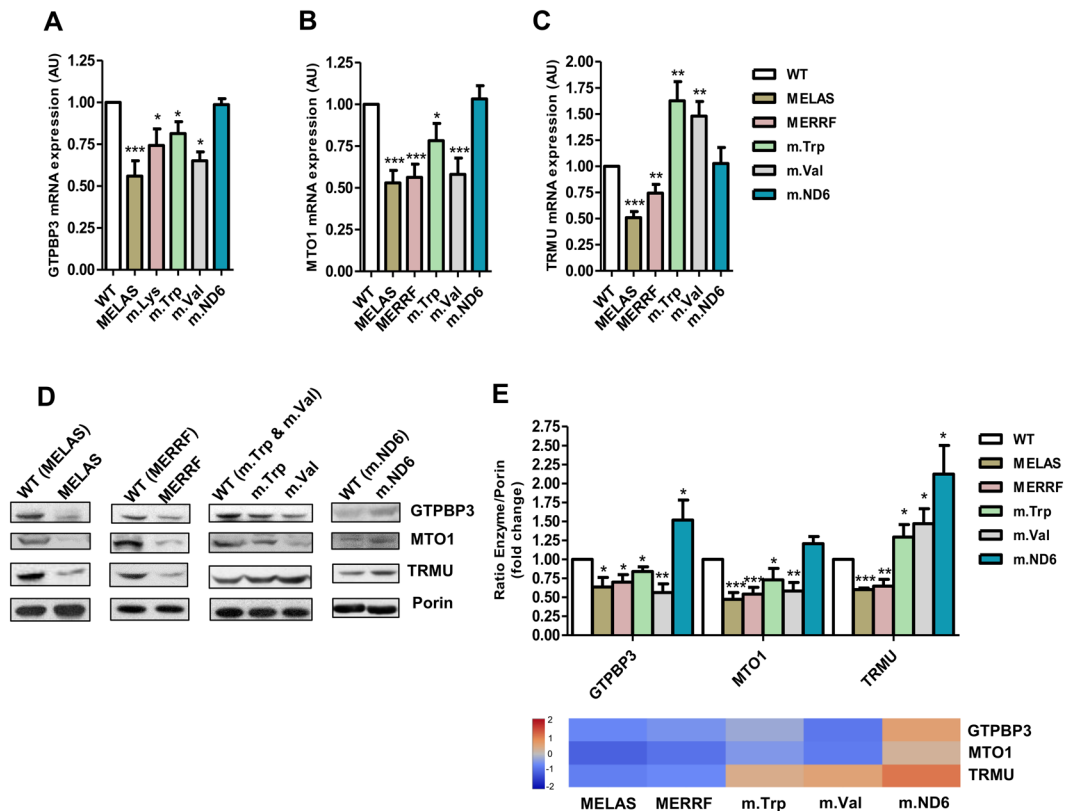 A
GTPBP3 mRNA expression (AU)
1.25
1.00
0.75
0.50
0.25
0.00
***
*
*
*
WT
MELAS
m.Lys
m.Trp
m.Val
m.ND6
B
MTO1 mRNA expression (AU)
1.25
1.00
0.75
0.50
0.25
0.00
***
***
*
***
WT
MELAS
MERRF
m.Trp
m.Val
m.ND6
C
TRMU mRNA expression (AU)
2.00
1.75
1.50
1.25
1.00
0.75
0.50
0.25
0.00
***
**
**
**
WT
MELAS
MERRF
m.Trp
m.Val
m.ND6
WT
MELAS
MERRF
m.Trp
m.Val
m.ND6
D
WT (MELAS)
MELAS
WT (MERRF)
MERRF
WT (m.Trp & m.Val)
m.Trp
m.Val
WT (m.ND6)
m.ND6
GTPBP3
MTO1
TRMU
Porin
E
Ratio Enzyme/Porin
(fold change)
2.75
2.50
2.25
2.00
1.75
1.50
1.25
1.00
0.75
0.50
0.25
0.00
*
*
*
**
*
***
***
*
**
***
**
*
*
*
GTPBP3
MTO1
TRMU
WT
MELAS
MERRF
m.Trp
m.Val
m.ND6
2
1
0
-1
-2
GTPBP3
MTO1
TRMU
MELAS
MERRF
m.Trp
m.Val
m.ND6